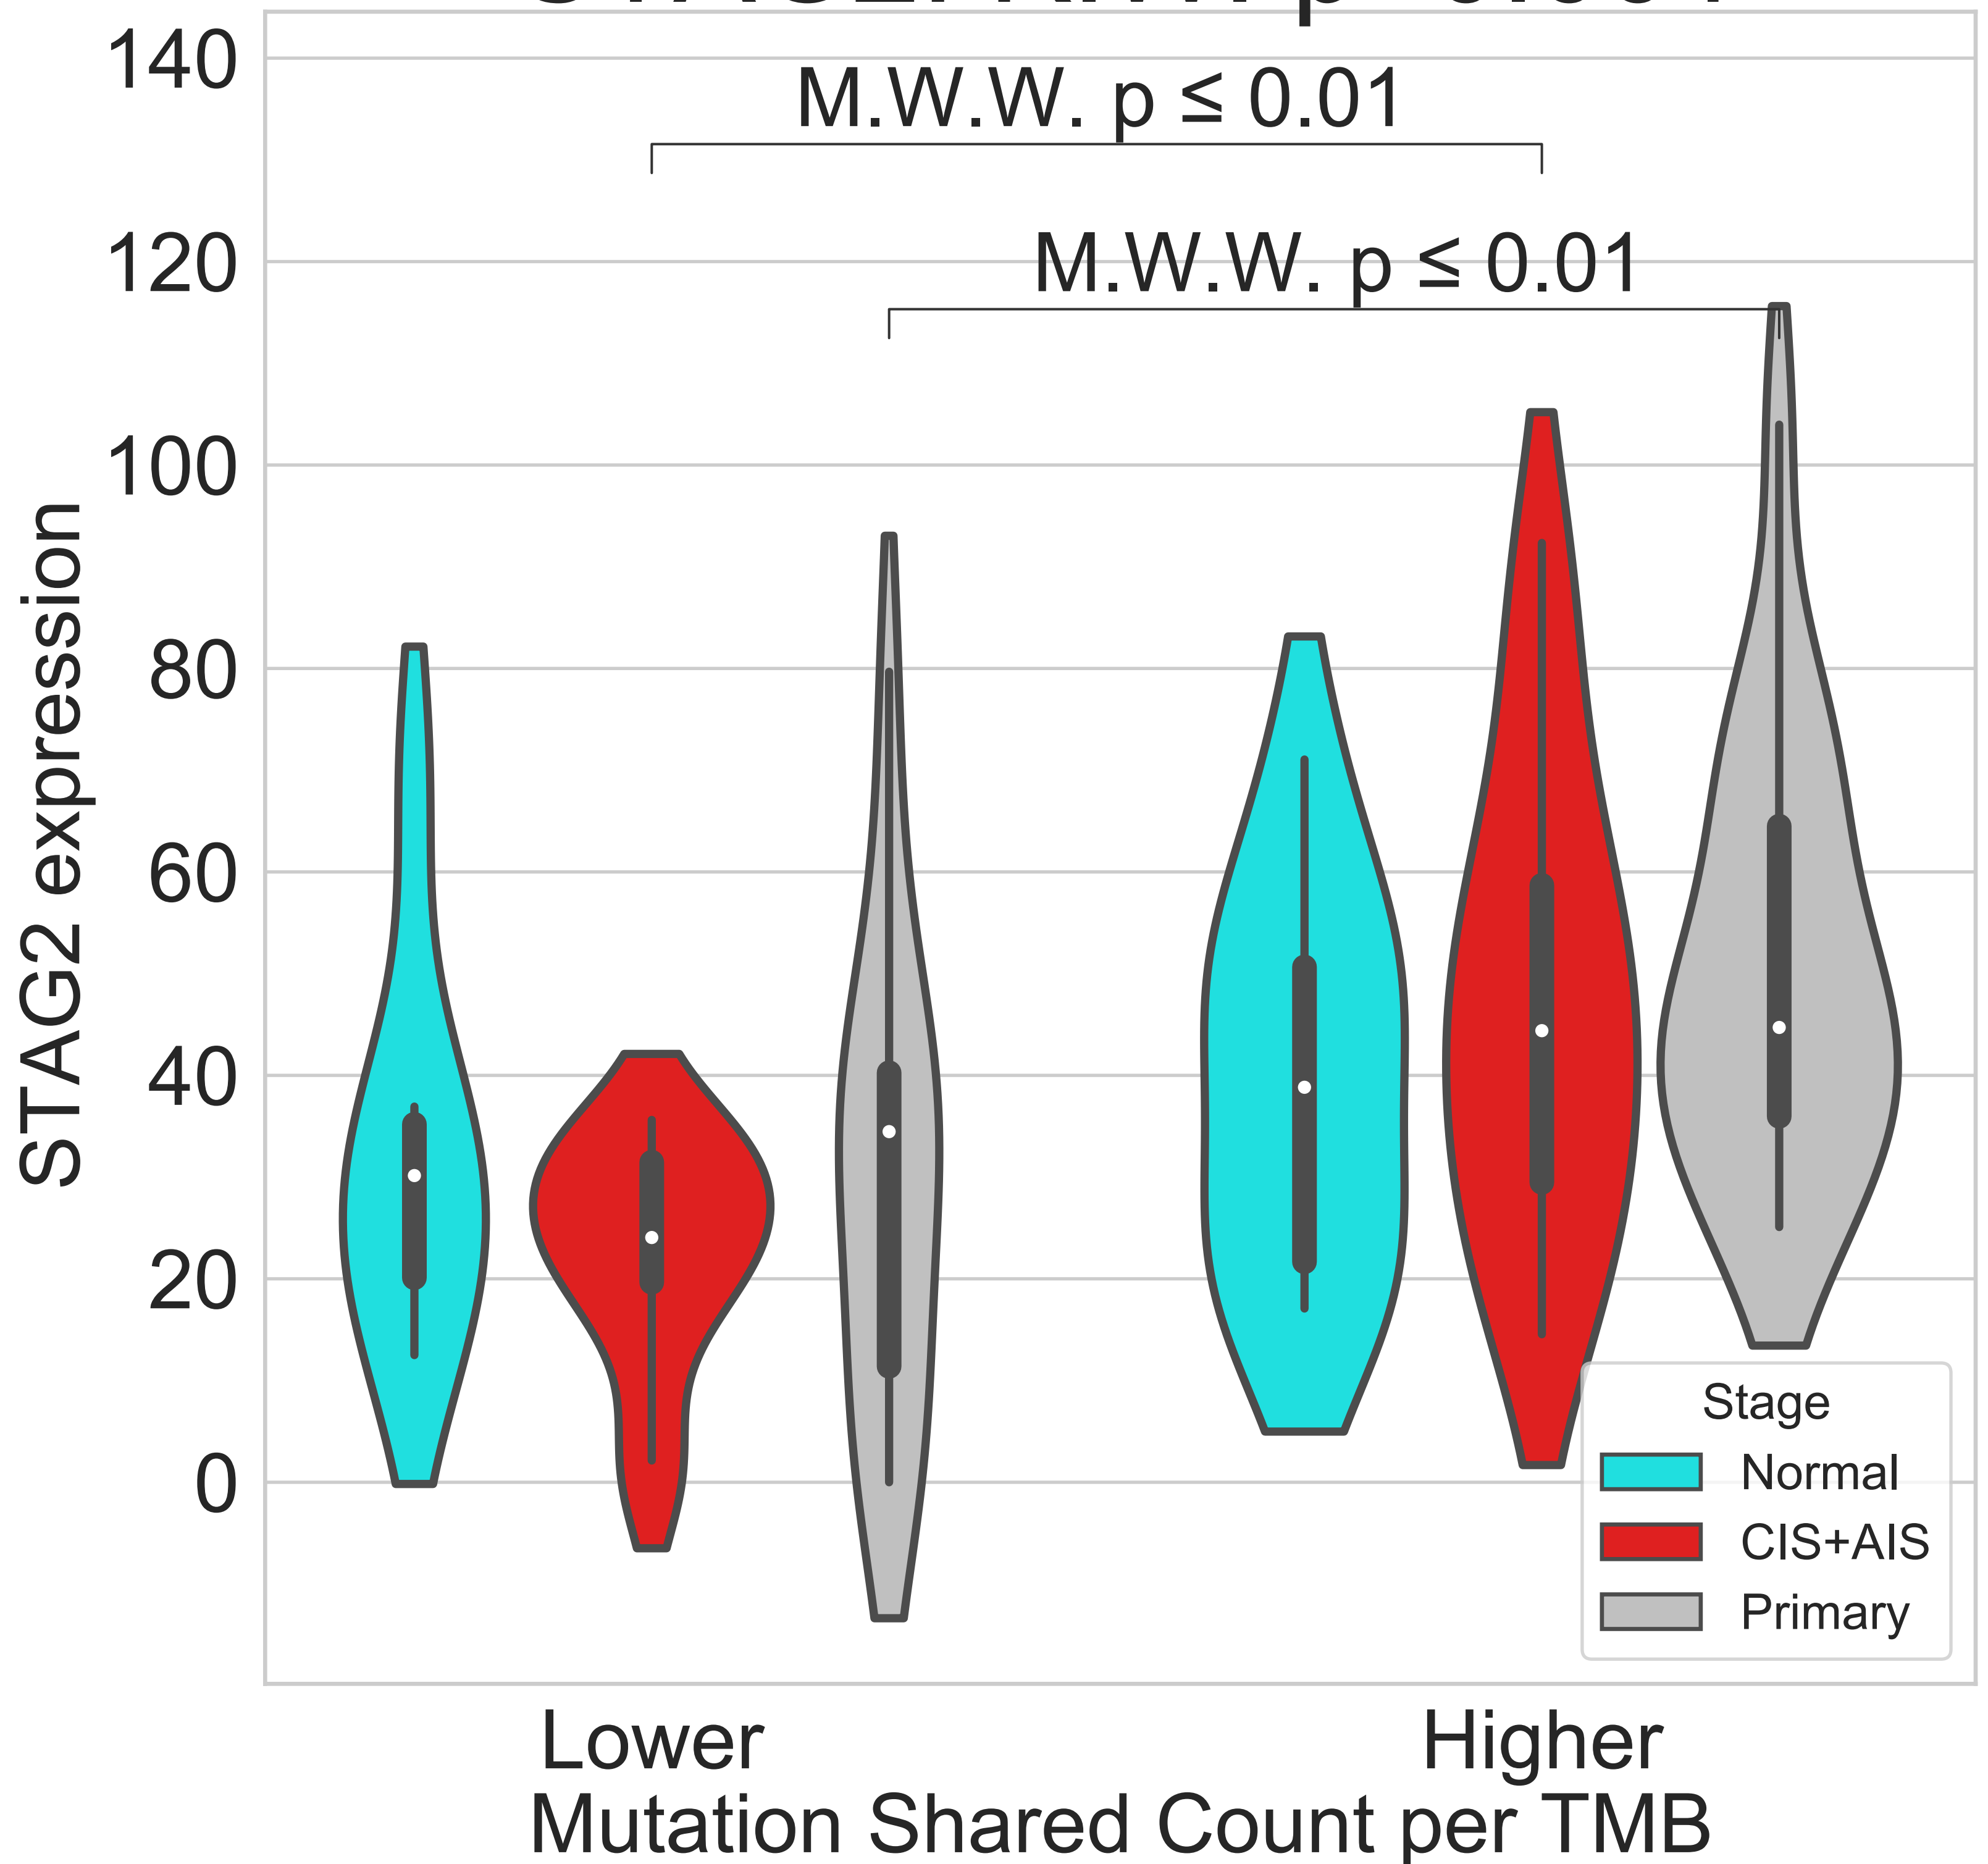 140
M.W.W. p ≤ 0.01
120
M.W.W. p ≤ 0.01
100
80
60
40
20
0
STAG2 expression
Stage
Normal
CIS+AIS
Primary
Lower
Higher
Mutation Shared Count per TMB